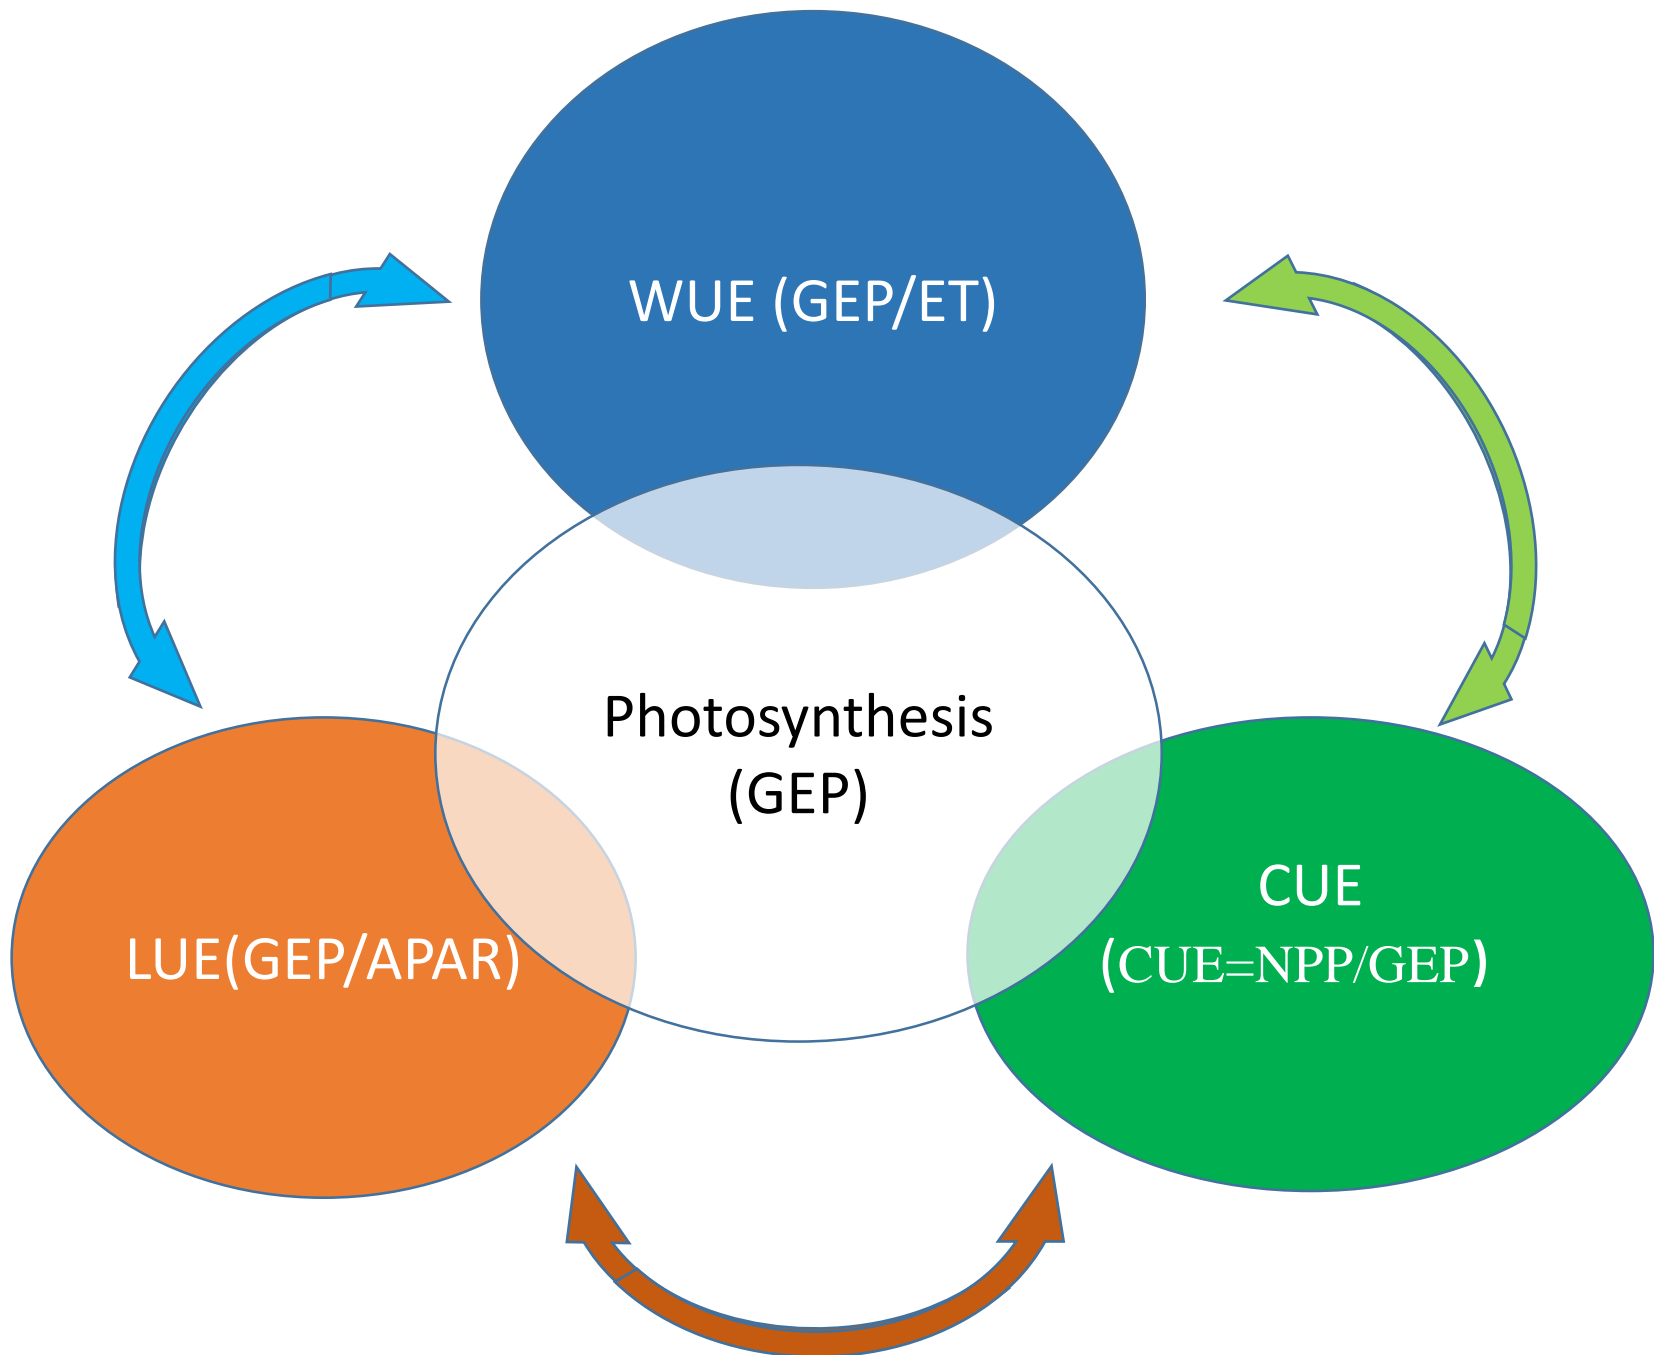 WUE (GEP/ET)
Photosynthesis
(GEP)
CUE
(CUE=NPP/GEP)
LUE(GEP/APAR)